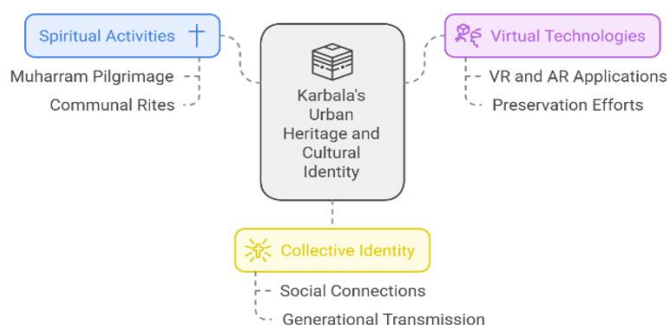 Spiritual Activities
Muharram Pilgrimage
Communal Rites
Karbala's
Urban
Heritage and
Cultural
Identity
Virtual Technologies
VR and AR Applications
Preservation Efforts
Collective Identity
Social Connections
Generational Transmission